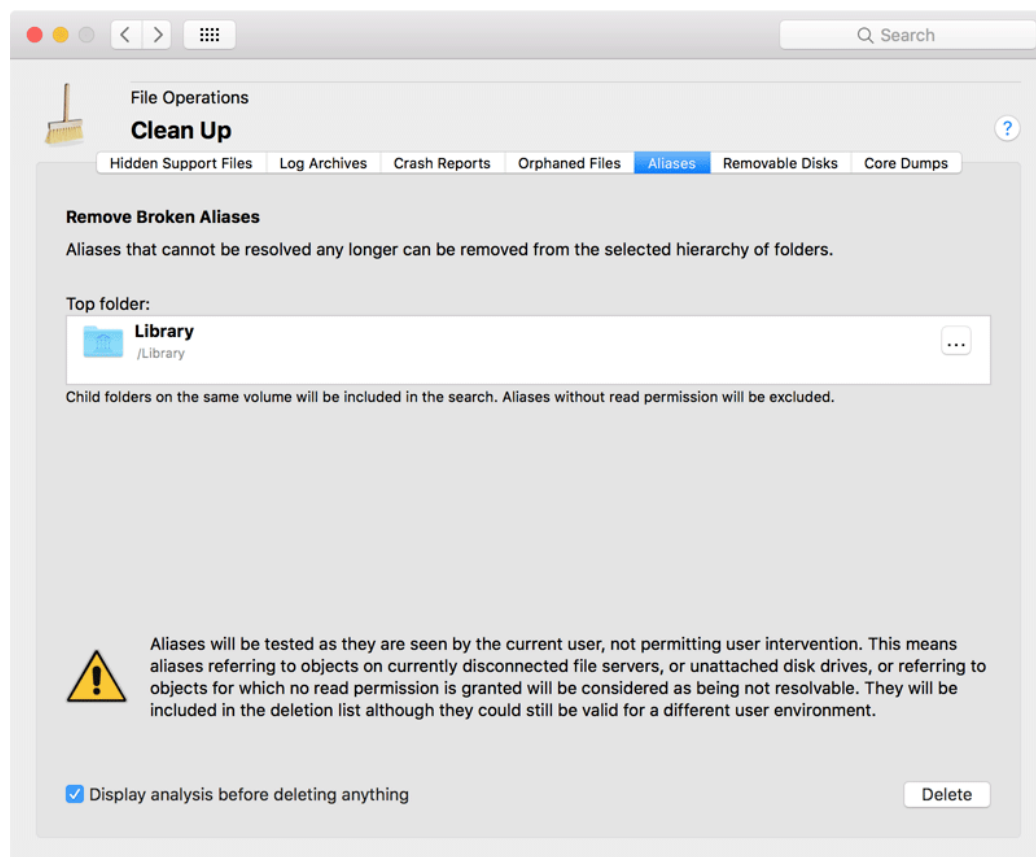 Search
File Operations
Clean Up
?
Hidden Support Files Log Archives Crash Reports Orphaned Files Aliases Removable Disks Core Dumps
Remove Broken Aliases
Aliases that cannot be resolved any longer can be removed from the selected hierarchy of folders.
Top folder:
Library
/Library
...
Child folders on the same volume will be included in the search. Aliases without read permission will be excluded.
Aliases will be tested as they are seen by the current user, not permitting user intervention. This means
aliases referring to objects on currently disconnected file servers, or unattached disk drives, or referring to
objects for which no read permission is granted will be considered as being not resolvable. They will be
included in the deletion list although they could still be valid for a different user environment.
Display analysis before deleting anything
Delete